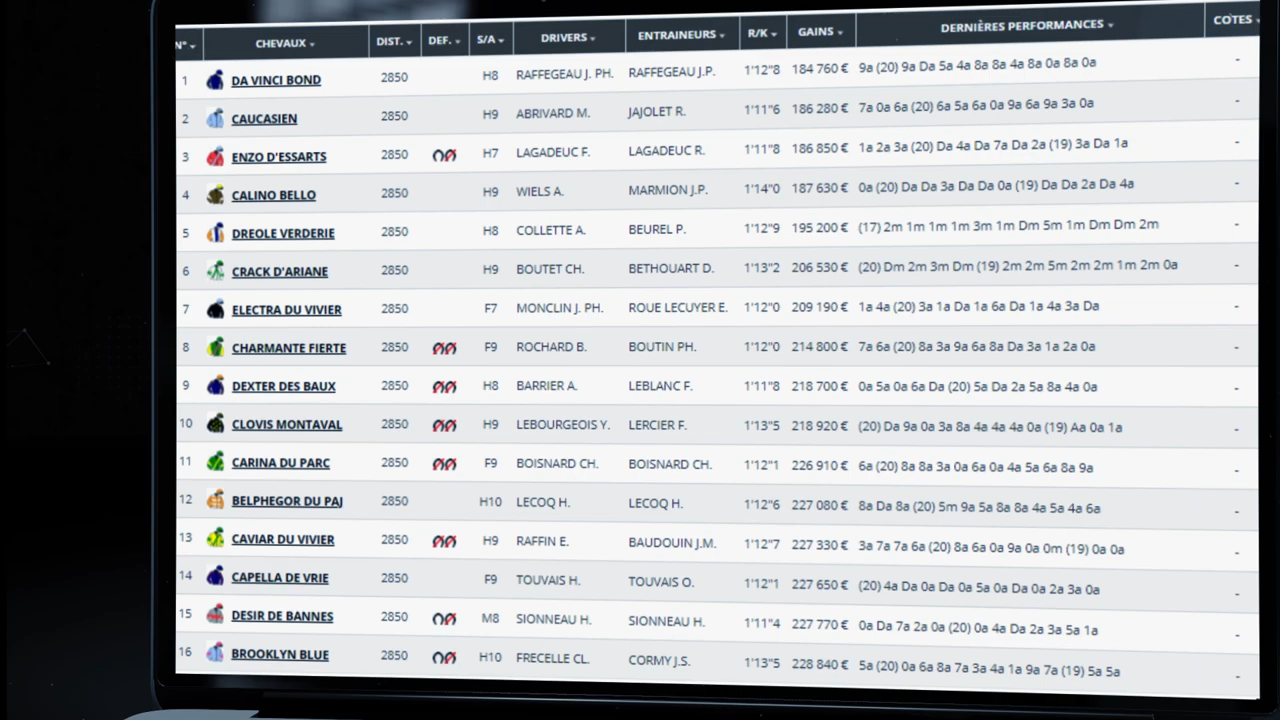 N° CHEVAUX DIST. DEF. S/A DRIVERS ENTRAINEURS R/K GAINS DERNIÈRES PERFORMANCES COTES
1 DA VINCI BOND 2850 H8 RAFFEGEAU J. PH. RAFFEGEAU J.P. 1'12"8 184 760 € 9a (20) 9a Da 5a 4a 8a 8a 4a 8a 0a 8a 0a -
2 CAUCASIEN 2850 H9 ABRIVARD M. JAJOLET R. 1'11"6 186 280 € 7a 0a 6a (20) 6a 5a 6a 0a 9a 6a 9a 3a 0a -
3 ENZO D'ESSARTS 2850 H7 LAGADEUC F. LAGADEUC R. 1'11"8 186 850 € 1a 2a 3a (20) Da 4a Da 7a Da 2a (19) 3a Da 1a -
4 CALINO BELLO 2850 H9 WIELS A. MARMION J.P. 1'14"0 187 630 € 0a (20) Da Da 3a Da Da 0a (19) Da Da 2a Da 4a -
5 DREOLE VERDERIE 2850 H8 COLLETTE A. BEUREL P. 1'12"9 195 200 € (17) 2m 1m 1m 1m 3m 1m Dm 5m 1m Dm Dm 2m -
6 CRACK D'ARIANE 2850 H9 BOUTET CH. BETHOUART D. 1'13"2 206 530 € (20) Dm 2m 3m Dm (19) 2m 2m 5m 2m 2m 1m 2m 0a -
7 ELECTRA DU VIVIER 2850 F7 MONCLIN J. PH. ROUE LECUYER E. 1'12"0 209 190 € 1a 4a (20) 3a 1a Da 1a 6a Da 1a 4a 3a Da -
8 CHARMANTE FIERTE 2850 F9 ROCHARD B. BOUTIN PH. 1'12"0 214 800 € 7a 6a (20) 8a 3a 9a 6a 8a Da 3a 1a 2a 0a -
9 DEXTER DES BAUX 2850 H8 BARRIER A. LEBLANC F. 1'11"8 218 700 € 0a 5a 0a 6a Da (20) 5a Da 2a 5a 8a 4a 0a -
10 CLOVIS MONTAVAL 2850 H9 LEBOURGEOIS Y. LERCIER F. 1'13"5 218 920 € (20) Da 9a 0a 3a 8a 4a 4a 4a 0a (19) Aa 0a 1a -
11 CARINA DU PARC 2850 F9 BOISNARD CH. BOISNARD CH. 1'12"1 226 910 € 6a (20) 8a 8a 3a 0a 6a 0a 4a 5a 6a 8a 9a -
12 BELPHEGOR DU PAJ 2850 H10 LECOQ H. LECOQ H. 1'12"6 227 080 € 8a Da 8a (20) 5m 9a 5a 8a 8a 4a 5a 4a 6a -
13 CAVIAR DU VIVIER 2850 H9 RAFFIN E. BAUDOUIN J.M. 1'12"7 227 330 € 3a 7a 7a 6a (20) 8a 6a 0a 9a 0a 0m (19) 0a 0a -
14 CAPELLA DE VRIE 2850 F9 TOUVAIS H. TOUVAIS O. 1'12"1 227 650 € (20) 4a Da 0a Da 0a 5a 0a Da 0a 2a 3a 0a -
15 DESIR DE BANNES 2850 M8 SIONNEAU H. SIONNEAU H. 1'11"4 227 770 € 0a Da 7a 2a 0a (20) 0a 4a Da 2a 3a 5a 1a -
16 BROOKLYN BLUE 2850 H10 FRECELLE CL. CORMY J.S. 1'13"5 228 840 € 5a (20) 0a 6a 8a 7a 3a 4a 1a 9a 7a (19) 5a 5a -